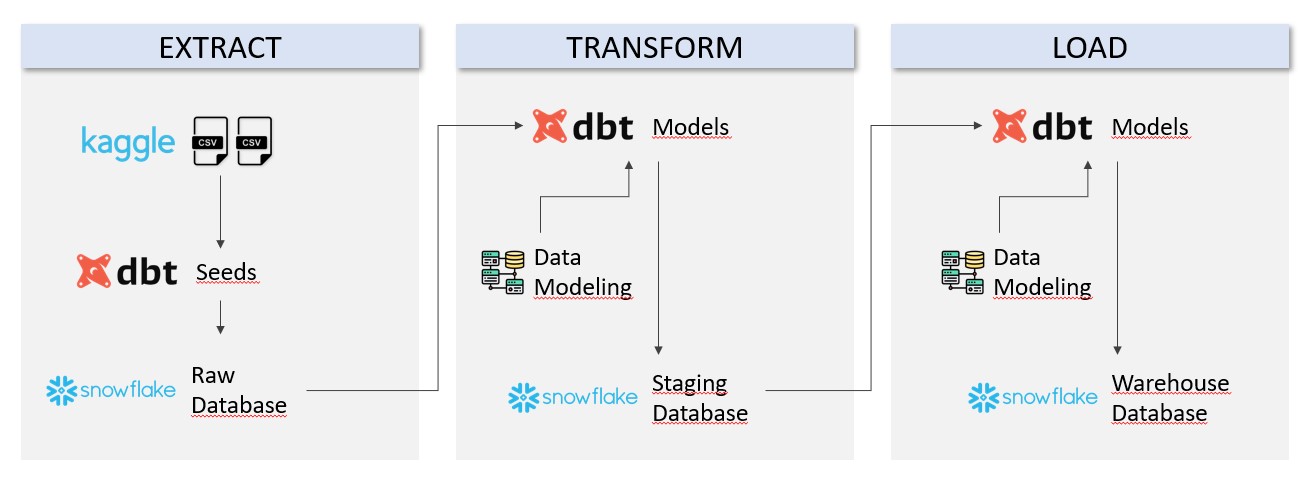 EXTRACT
TRANSFORM
LOAD
kaggle
CSV
CSV
dbt Seeds
snowflake
Raw
Database
dbt Models
Data
Modeling
snowflake
Staging
Database
dbt Models
Data
Modeling
snowflake
Warehouse
Database